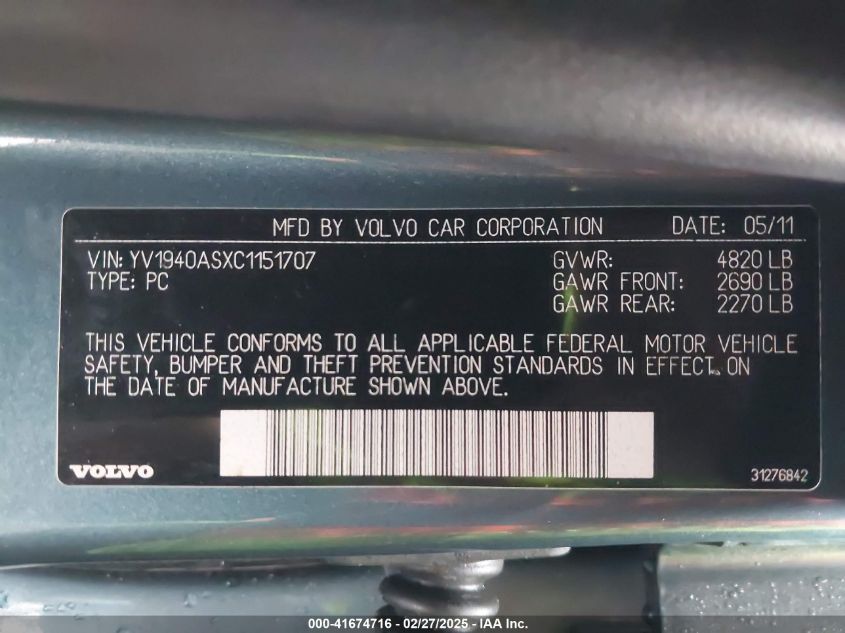 MFD BY VOLVO CAR CORPORATION DATE: 05/11
VIN: YV1940ASXC1151707 GVWR: 4820 LB
TYPE: PC GAWR FRONT: 2690 LB
GAWR REAR: 2270 LB
THIS VEHICLE CONFORMS TO ALL APPLICABLE FEDERAL MOTOR VEHICLE
SAFETY, BUMPER AND THEFT PREVENTION STANDARDS IN EFFECT ON
THE DATE OF MANUFACTURE SHOWN ABOVE.
VOLVO 31276842
000-41674716 - 02/27/2025 - IAA Inc.